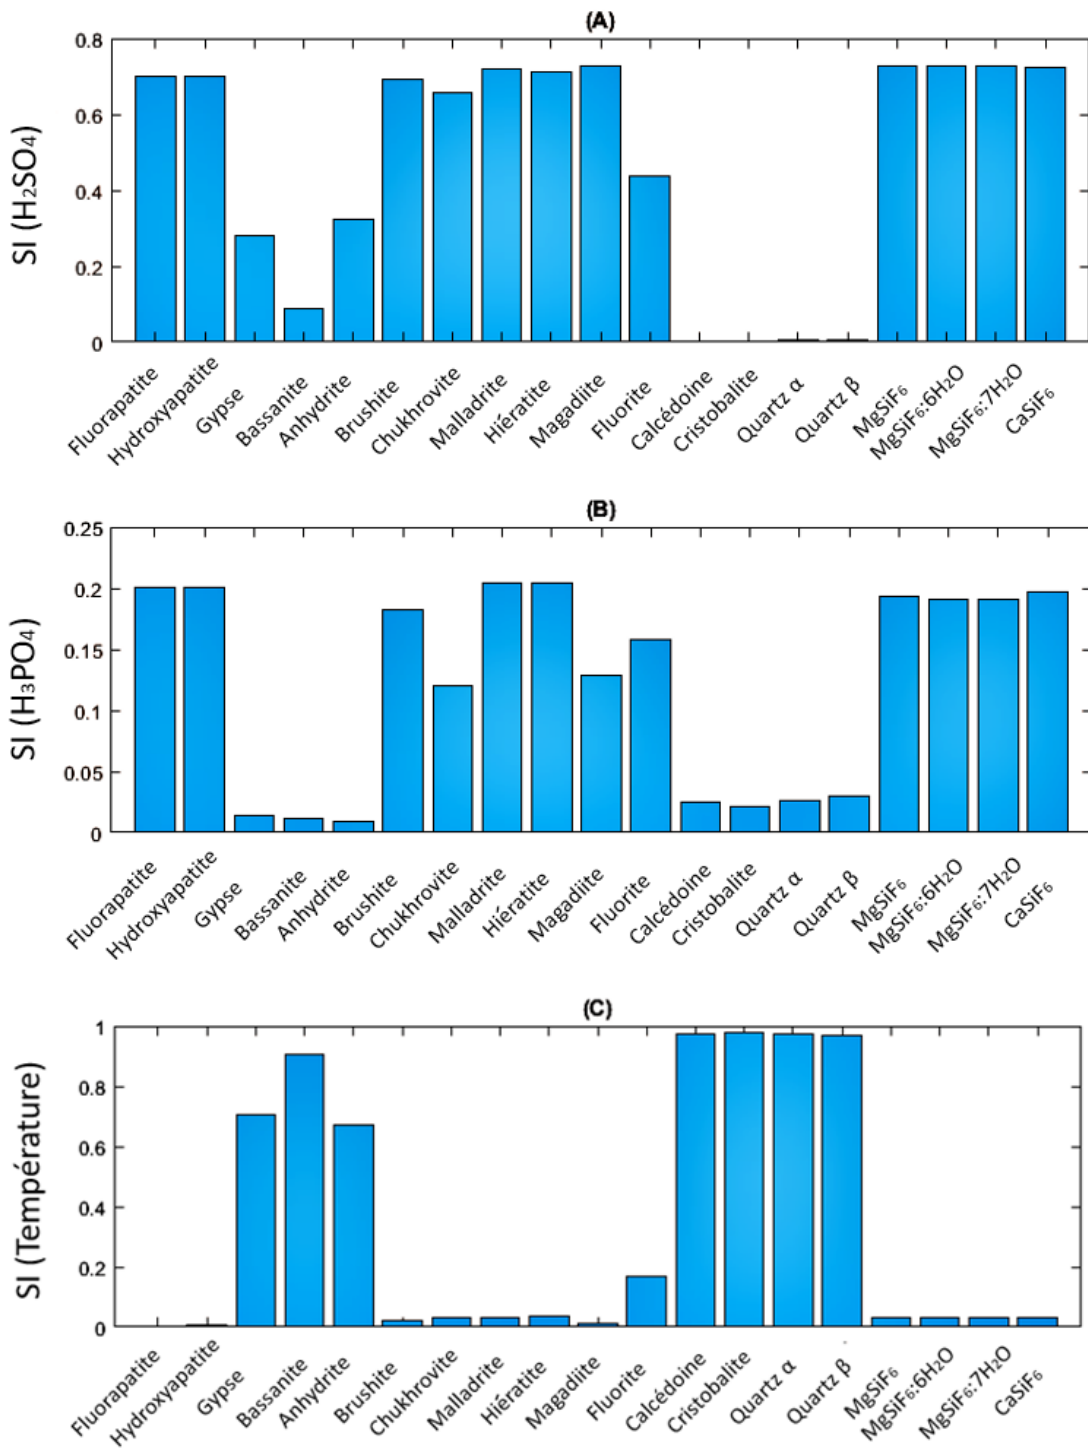 (A)
SI (H₂SO₄)
0.8
0.6
0.4
0.2
0
Fluorapatite
Hydroxyapatite
Gypse
Bassanite
Anhydrite
Brushite
Chukhrovite
Malladrite
Hiératite
Magadiite
Fluorite
Calcédoine
Cristobalite
Quartz α
Quartz β
MgSiF₆
MgSiF₆:6H₂O
MgSiF₆:7H₂O
CaSiF₆
(B)
SI (H₃PO₄)
0.25
0.2
0.15
0.1
0.05
0
Fluorapatite
Hydroxyapatite
Gypse
Bassanite
Anhydrite
Brushite
Chukhrovite
Malladrite
Hiératite
Magadiite
Fluorite
Calcédoine
Cristobalite
Quartz α
Quartz β
MgSiF₆
MgSiF₆:6H₂O
MgSiF₆:7H₂O
CaSiF₆
(C)
SI (Température)
1
0.8
0.6
0.4
0.2
0
Fluorapatite
Hydroxyapatite
Gypse
Bassanite
Anhydrite
Brushite
Chukhrovite
Malladrite
Hiératite
Magadiite
Fluorite
Calcédoine
Cristobalite
Quartz α
Quartz β
MgSiF₆
MgSiF₆:6H₂O
MgSiF₆:7H₂O
CaSiF₆